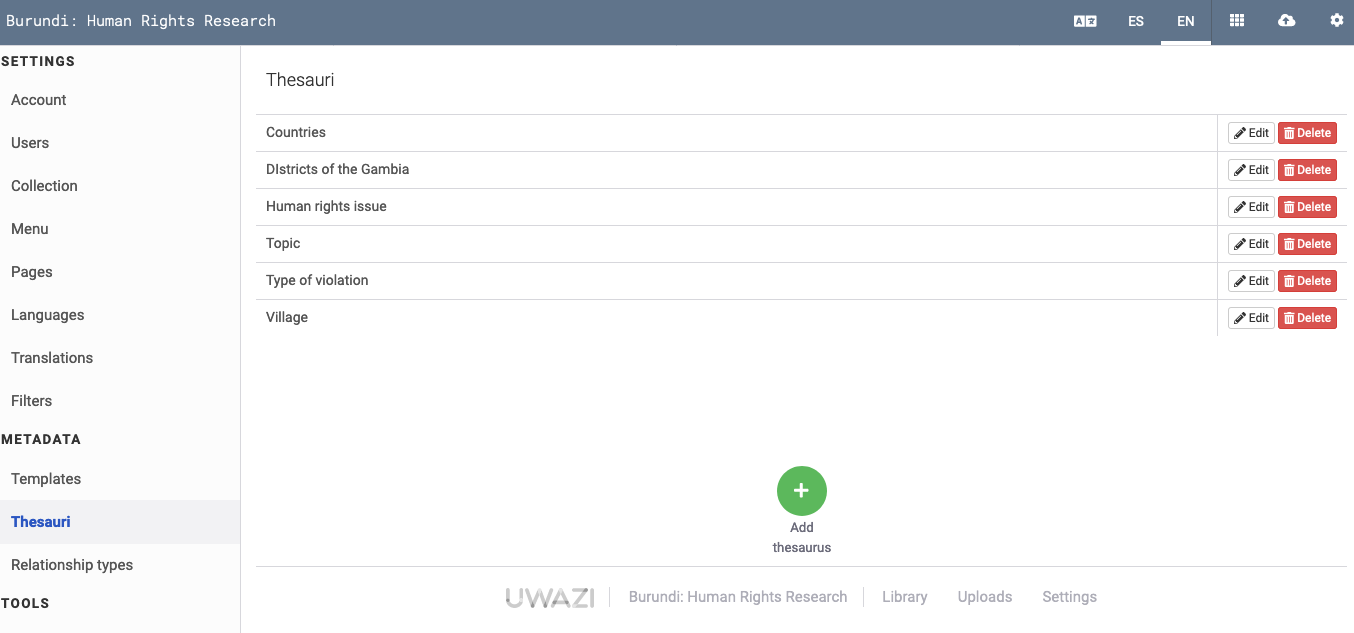 Burundi: Human Rights Research
ES
EN
SETTINGS
Account
Users
Collection
Menu
Pages
Languages
Translations
Filters
METADATA
Templates
Thesauri
Relationship types
TOOLS
Thesauri
Countries Edit Delete
DIstricts of the Gambia Edit Delete
Human rights issue Edit Delete
Topic Edit Delete
Type of violation Edit Delete
Village Edit Delete
Add
thesaurus
UWAZI Burundi: Human Rights Research Library Uploads Settings